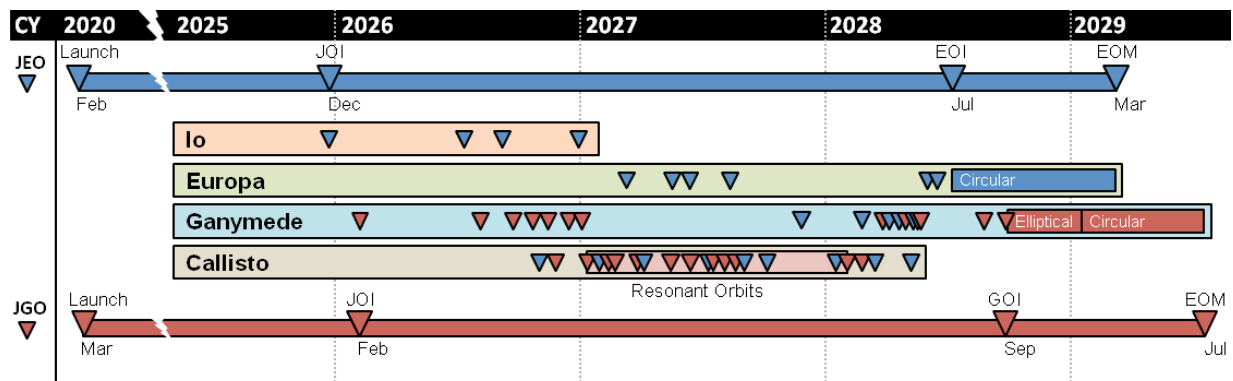 CY 2020 2025 2026 2027 2028 2029
Launch JOI EOI EOM
JEO
Feb Dec Jul Mar
Io
Europa Circular
Ganymede Elliptical Circular
Callisto
Resonant Orbits
Launch JOI GOI EOM
JGO
Mar Feb Sep Jul